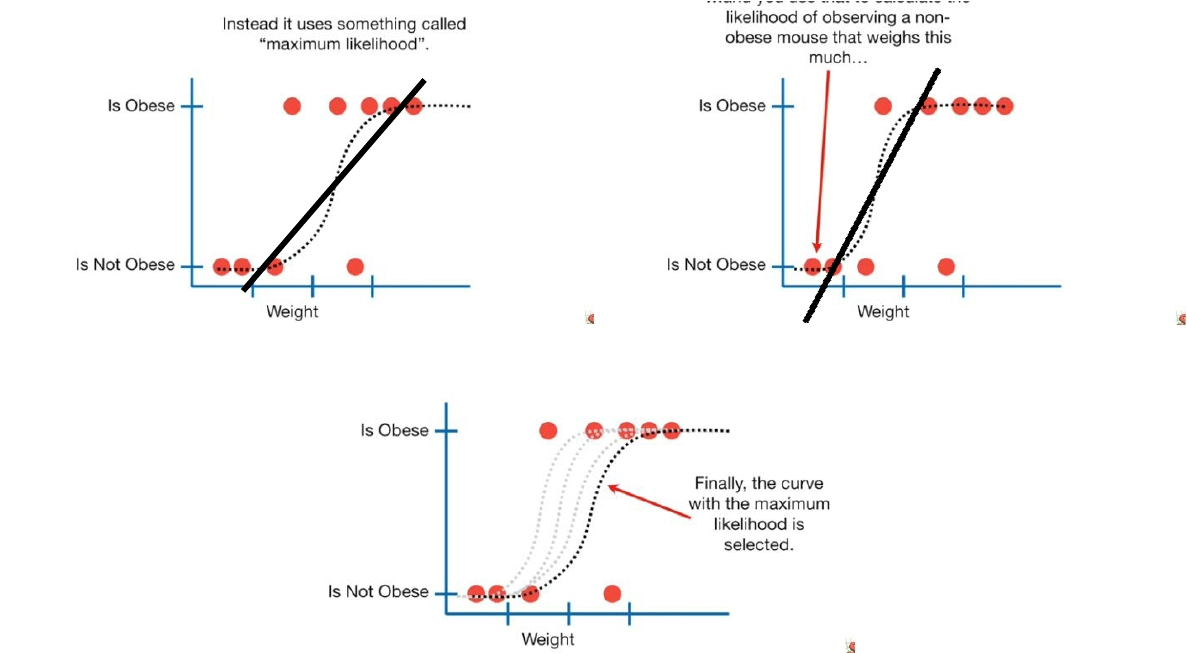 Instead it uses something called
“maximum likelihood”.
Is Obese
Is Not Obese
Weight
likelihood of observing a non-
obese mouse that weighs this
much…
Is Obese
Is Not Obese
Weight
Is Obese
Finally, the curve
with the maximum
likelihood is
selected.
Is Not Obese
Weight